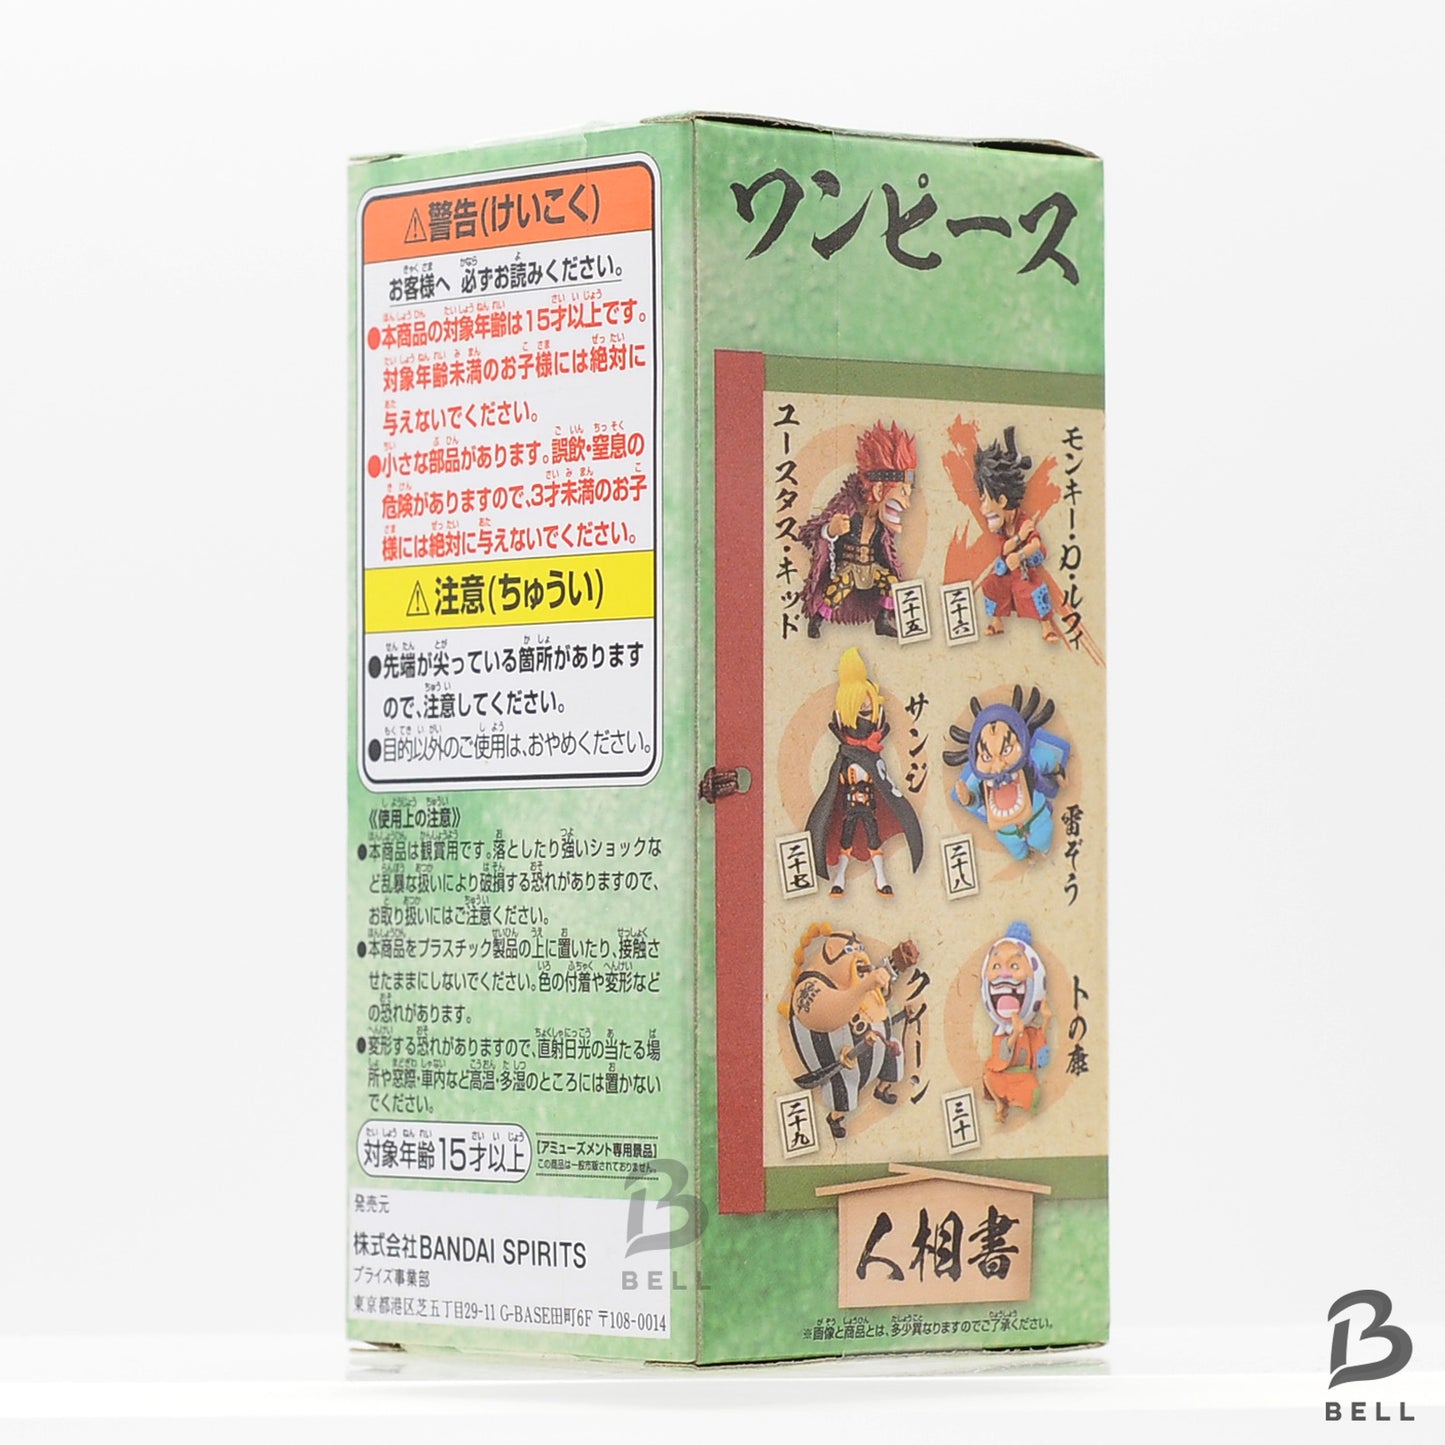 ⚠警告(けいこく)
お客様へ 必ずお読みください。
●本商品の対象年齢は15才以上です。
対象年齢未満のお子様には絶対に
与えないでください。
●小さな部品があります。誤飲・窒息の
危険がありますので、3才未満のお子
様には絶対に与えないでください。
⚠注意(ちゅうい)
●先端が尖っている箇所があります
ので、注意してください。
●目的以外のご使用は、おやめください。
《使用上の注意》
●本商品は観賞用です。落としたり強いショックな
ど乱暴な扱いにより破損する恐れがありますので、
お取り扱いにはご注意ください。
●本商品をプラスチック製品の上に置いたり、接触さ
せたままにしないでください。色の付着や変形など
の恐れがあります。
●変形する恐れがありますので、直射日光の当たる場
所や窓際・車内など高温・多湿のところには置かない
でください。
対象年齢15才以上
[アミューズメント専用景品]
この商品は一般市販されておりません。
発売元
株式会社BANDAI SPIRITS
プライズ事業部
東京都港区芝五丁目29-11 G-BASE田町6F 〒108-0014
ワンピース
ユースタス・キッド
二十五
モンキー・D・ルフィ
二十六
サンジ
二十七
雷ぞう
二十八
クイーン
二十九
トの康
三十
人相書
※画像と商品とは、多少異なりますのでご了承ください。
B
BELL
B
BELL